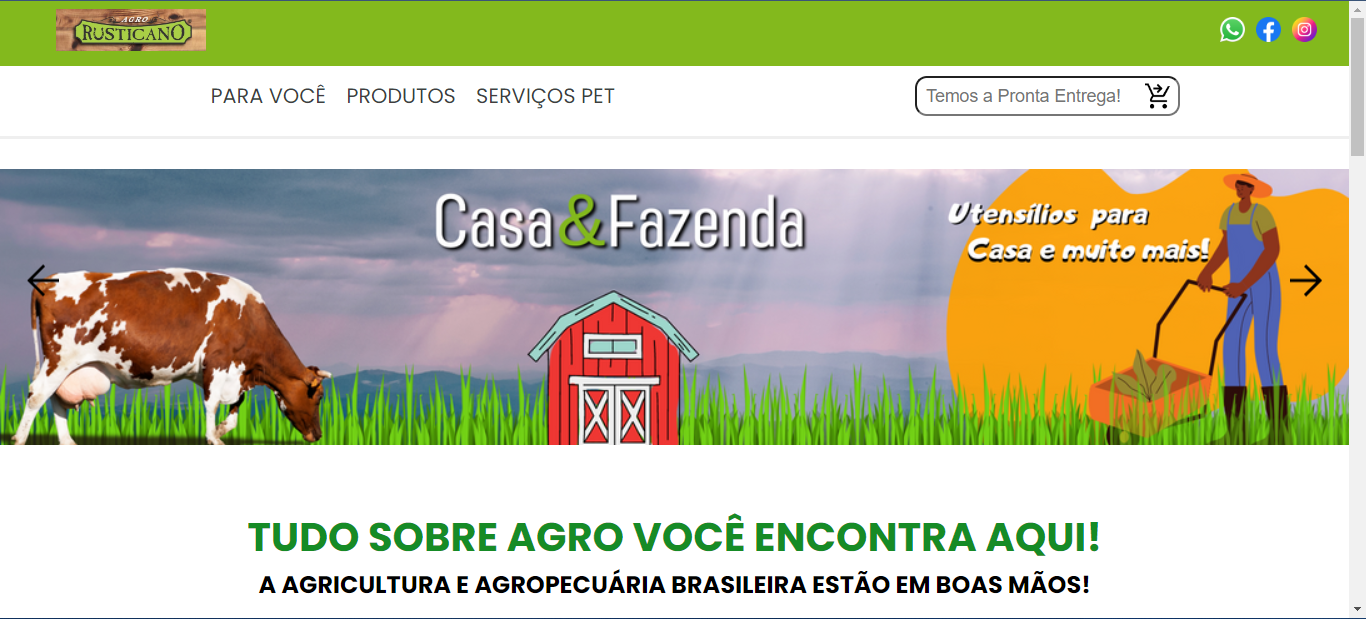 AGRO
RUSTICANO
PARA VOCÊ PRODUTOS SERVIÇOS PET
Temos a Pronta Entrega!
Casa&Fazenda
Utensílios para
Casa e muito mais!
TUDO SOBRE AGRO VOCÊ ENCONTRA AQUI!
A AGRICULTURA E AGROPECUÁRIA BRASILEIRA ESTÃO EM BOAS MÃOS!